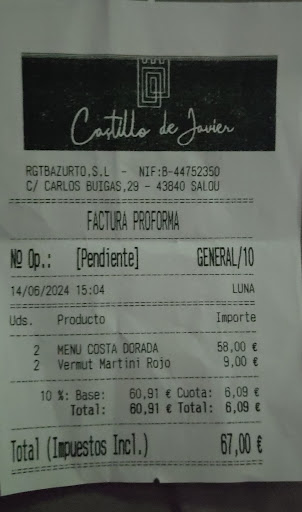 Castillo de Javier
RGTBAZURTO,S.L - NIF:B-44752350
C/ CARLOS BUIGAS,29 - 43840 SALOU
FACTURA PROFORMA
Nº Op.: [Pendiente] GENERAL/10
14/06/2024 15:04 LUNA
Uds. Producto Importe
2 MENU COSTA DORADA 58,00 €
2 Vermut Martini Rojo 9,00 €
10 %: Base: 60,91 € Cuota: 6,09 €
Total: 60,91 € Total: 6,09 €
Total (Impuestos Incl.) 67,00 €